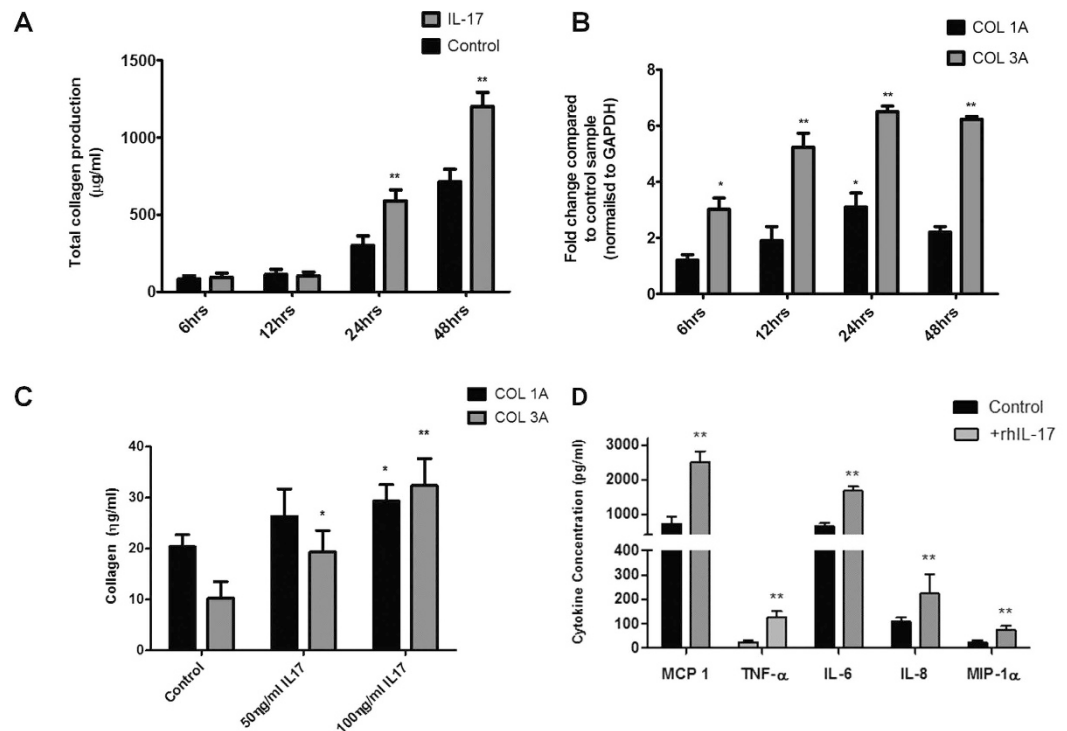 A
IL-17
Control
Total collagen production
(μg/ml)
1500
1000
500
0
**
**
6hrs
12hrs
24hrs
48hrs
B
COL 1A
COL 3A
Fold change compared
to control sample
(normailsd to GAPDH)
8
6
4
2
0
*
**
*
**
**
6hrs
12hrs
24hrs
48hrs
C
COL 1A
COL 3A
Collagen (ηg/ml)
40
30
20
10
0
*
*
**
Control
50ηg/ml IL17
100ηg/ml IL17
D
Control
+rhIL-17
Cytokine Concentration (pg/ml)
3000
2000
1000
400
300
200
100
0
**
**
**
**
**
MCP 1
TNF-α
IL-6
IL-8
MIP-1α